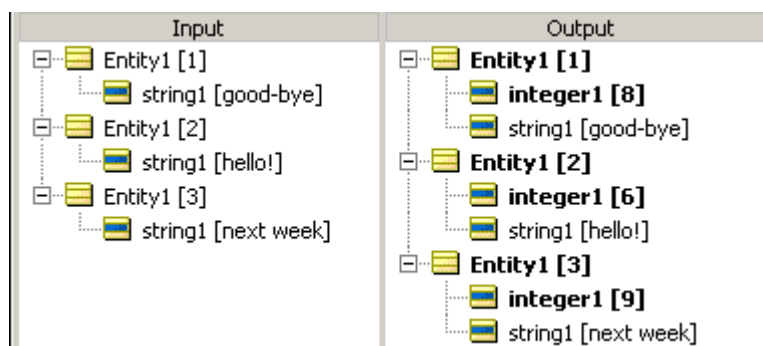 Input
Entity1 [1]
string1 [good-bye]
Entity1 [2]
string1 [hello!]
Entity1 [3]
string1 [next week]
Output
Entity1 [1]
integer1 [8]
string1 [good-bye]
Entity1 [2]
integer1 [6]
string1 [hello!]
Entity1 [3]
integer1 [9]
string1 [next week]